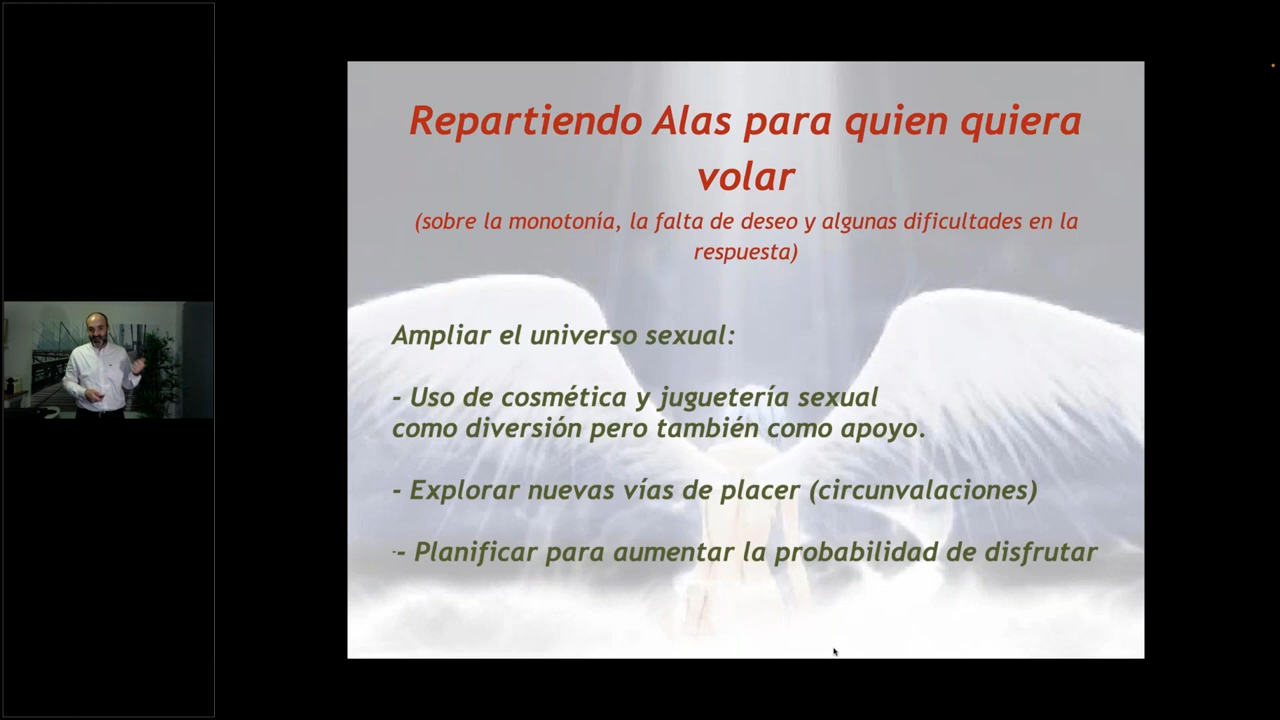 Repartiendo Alas para quien quiera
volar
(sobre la monotonía, la falta de deseo y algunas dificultades en la
respuesta)
Ampliar el universo sexual:
- Uso de cosmética y juguetería sexual
como diversión pero también como apoyo.
- Explorar nuevas vías de placer (circunvalaciones)
-- Planificar para aumentar la probabilidad de disfrutar